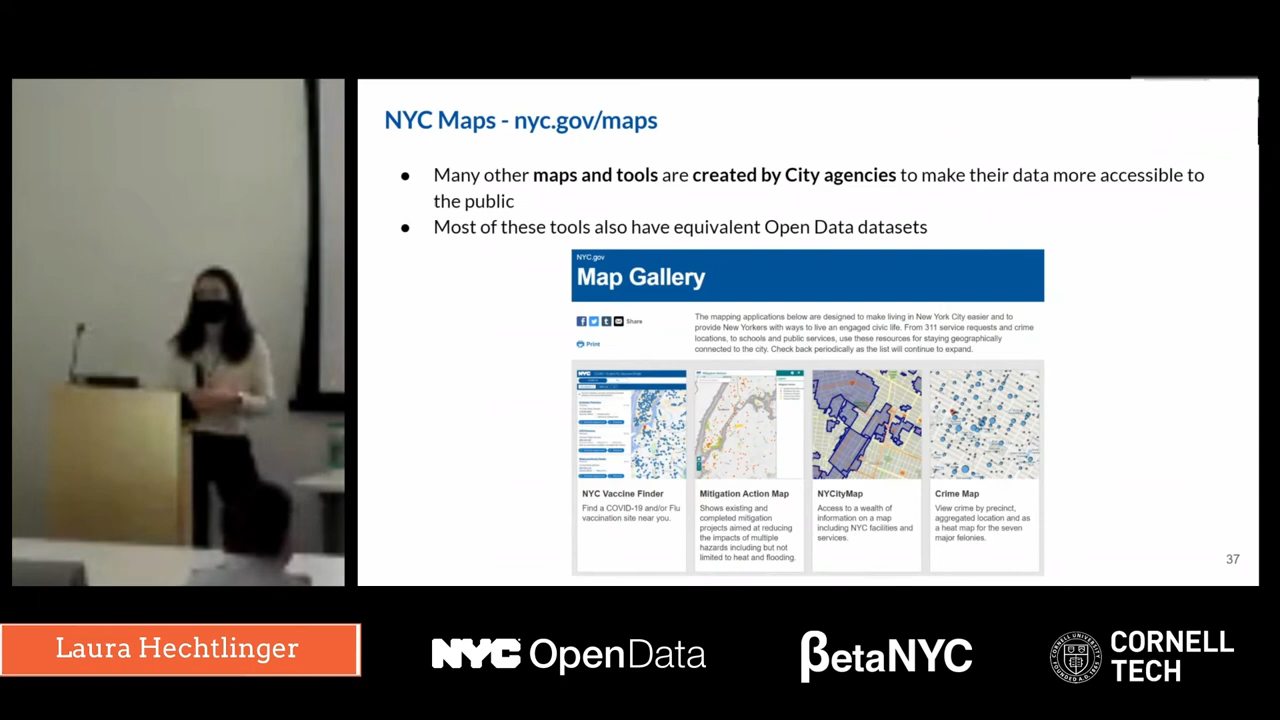 NYC Maps - nyc.gov/maps
● Many other maps and tools are created by City agencies to make their data more accessible to
the public
● Most of these tools also have equivalent Open Data datasets
NYC.gov
Map Gallery
Share
Print
The mapping applications below are designed to make living in New York City easier and to
provide New Yorkers with ways to live an engaged civic life. From 311 service requests and crime
locations, to schools and public services, use these resources for staying geographically
connected to the city. Check back periodically as the list will continue to expand.
NYC Vaccine Finder
Find a COVID-19 and/or Flu
vaccination site near you.
Mitigation Action Map
Shows existing and
completed mitigation
projects aimed at reducing
the impacts of multiple
hazards including but not
limited to heat and flooding.
NYCityMap
Access to a wealth of
information on a map
including NYC facilities and
services.
Crime Map
View crime by precinct,
aggregated location and as
a heat map for the seven
major felonies.
37
Laura Hechtlinger
NYC OpenData
βetaNYC
CORNELL
TECH